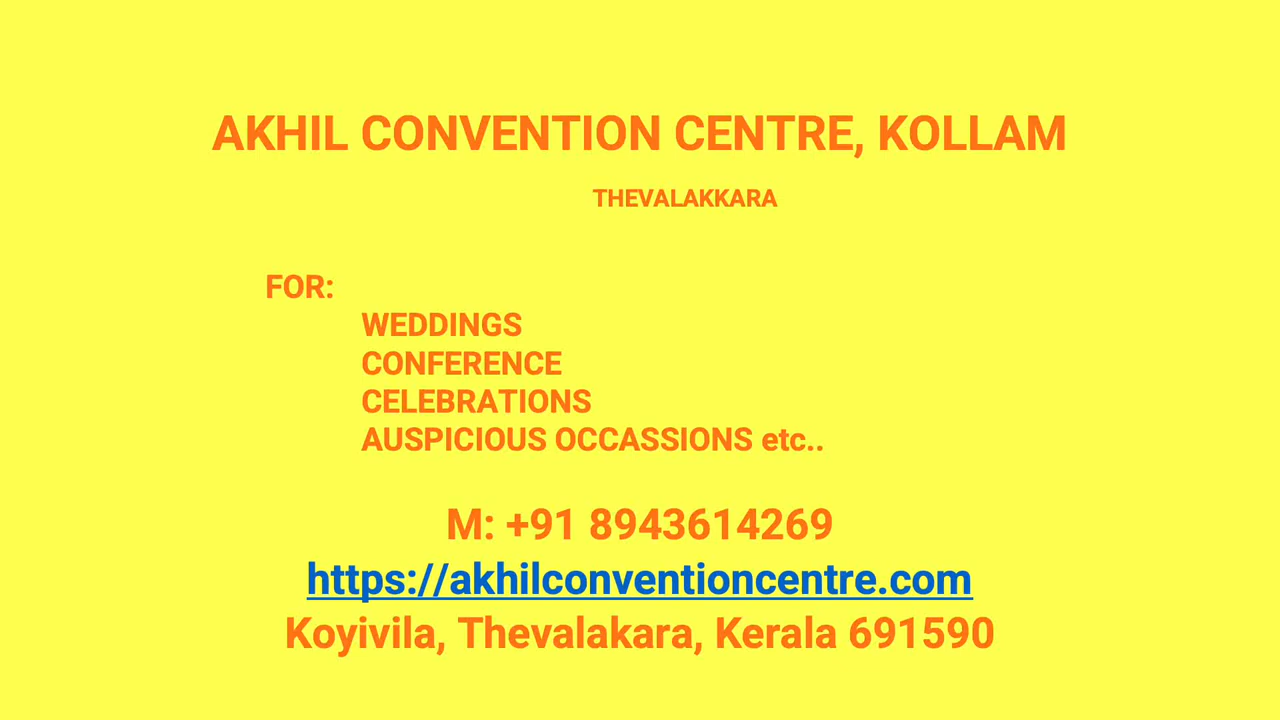 AKHIL CONVENTION CENTRE, KOLLAM
THEVALAKKARA
FOR:
WEDDINGS
CONFERENCE
CELEBRATIONS
AUSPICIOUS OCCASSIONS etc..
M: +91 8943614269
https://akhilconventioncentre.com
Koyivila, Thevalakara, Kerala 691590